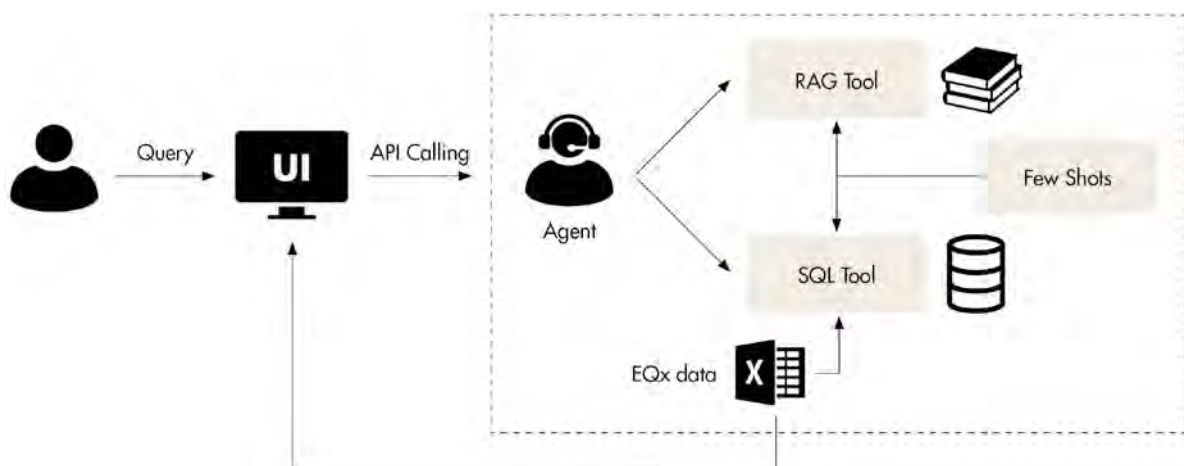 RAG Tool
Query
UI
API Calling
Few Shots
Agent
SQL Tool
EQx data
X